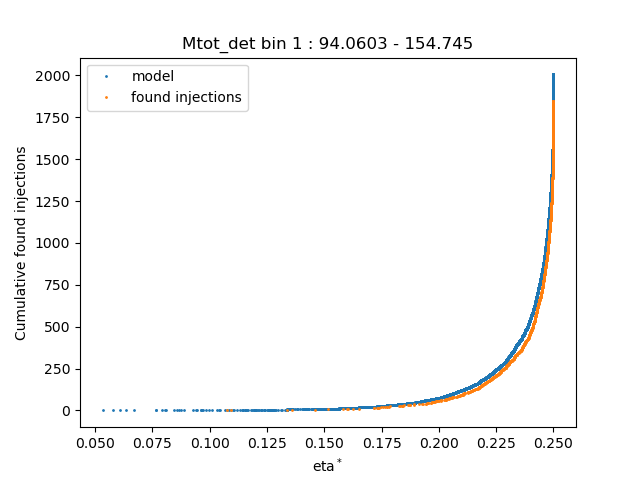 Mtot_det bin 1 : 94.0603 - 154.745
model
found injections
Cumulative found injections
2000
1750
1500
1250
1000
750
500
250
0
0.050 0.075 0.100 0.125 0.150 0.175 0.200 0.225 0.250
eta*